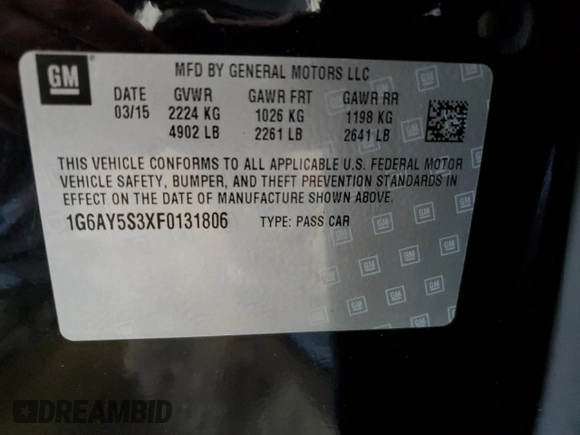 GM
MFD BY GENERAL MOTORS LLC
DATE GVWR GAWR FRT GAWR RR
03/15 2224 KG 1026 KG 1198 KG
4902 LB 2261 LB 2641 LB
THIS VEHICLE CONFORMS TO ALL APPLICABLE U.S. FEDERAL MOTOR
VEHICLE SAFETY, BUMPER, AND THEFT PREVENTION STANDARDS IN
EFFECT ON THE DATE OF MANUFACTURE SHOWN ABOVE.
1G6AY5S3XF0131806 TYPE: PASS CAR
DREAMBID